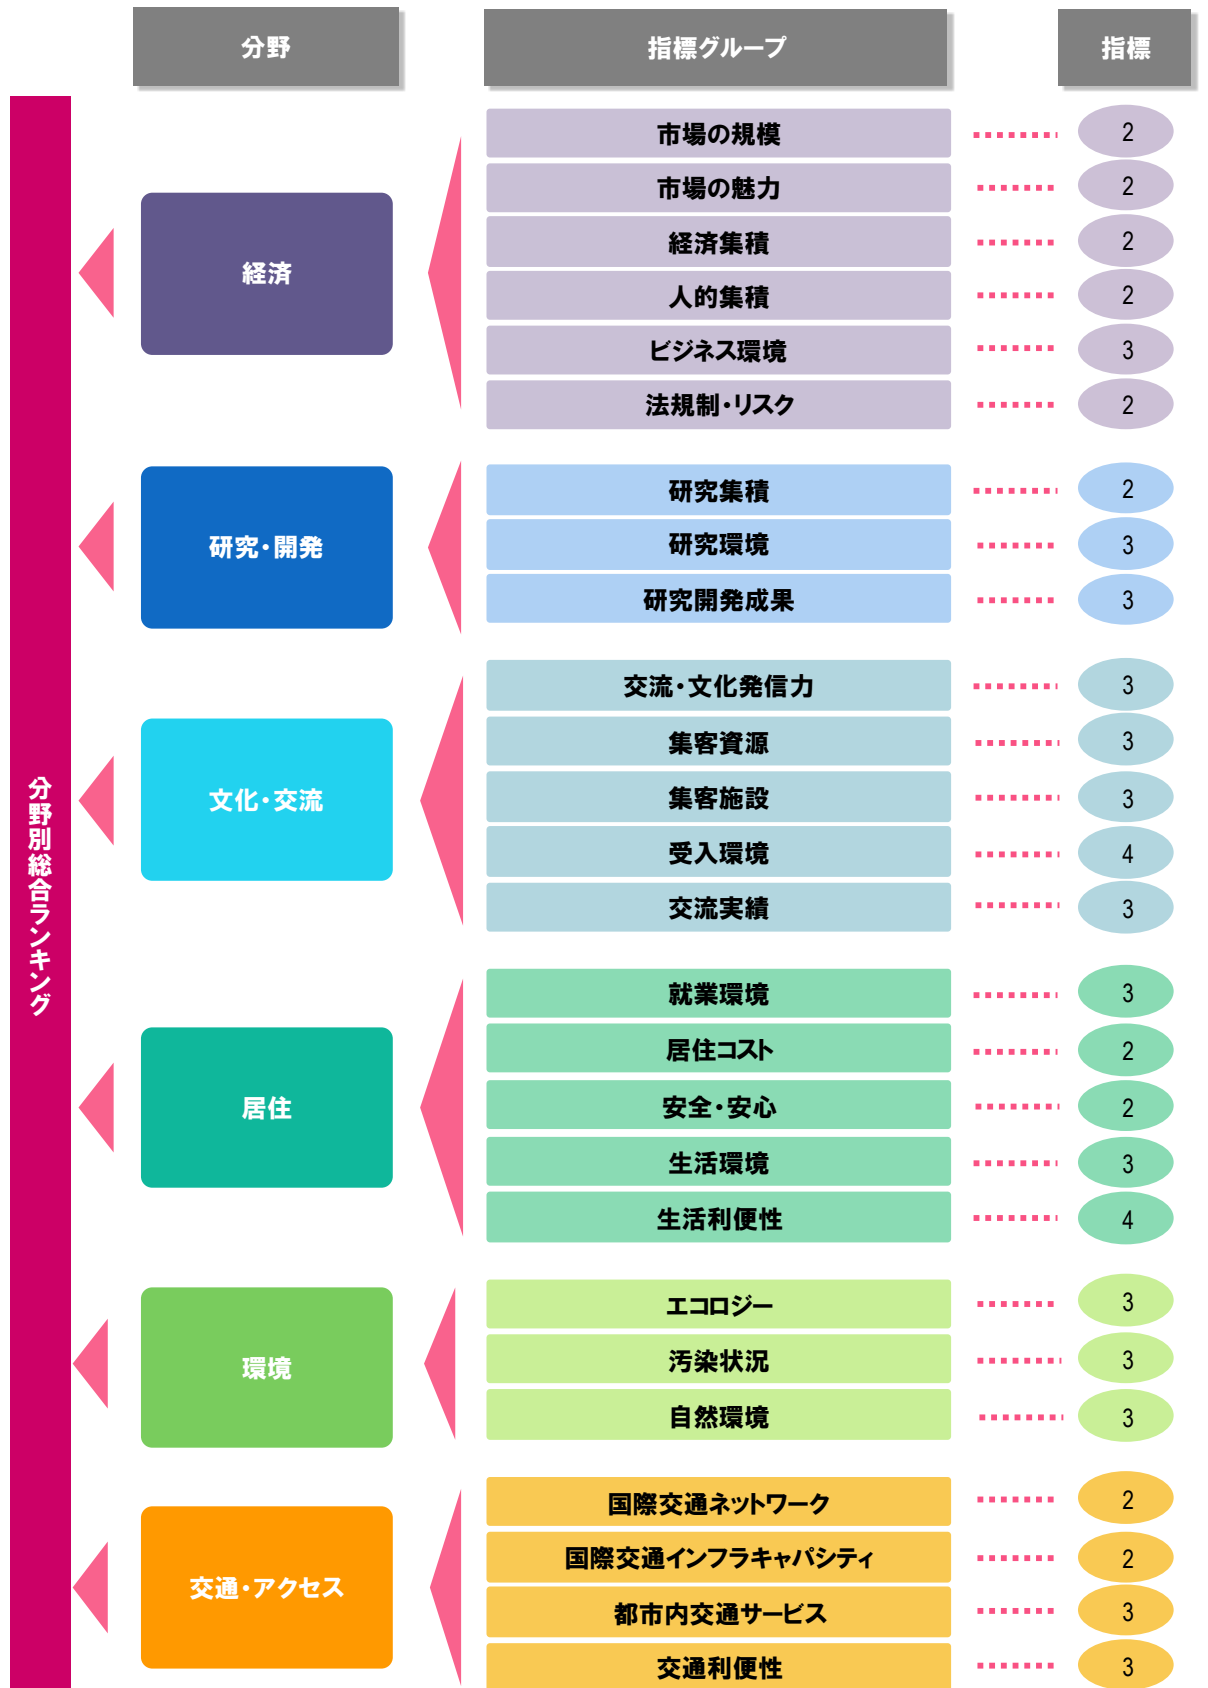 分野
指標グループ
指標
分野別総合ランキング
経済
市場の規模
2
市場の魅力
2
経済集積
2
人的集積
2
ビジネス環境
3
法規制・リスク
2
研究・開発
研究集積
2
研究環境
3
研究開発成果
3
文化・交流
交流・文化発信力
3
集客資源
3
集客施設
3
受入環境
4
交流実績
3
居住
就業環境
3
居住コスト
2
安全・安心
2
生活環境
3
生活利便性
4
環境
エコロジー
3
汚染状況
3
自然環境
3
交通・アクセス
国際交通ネットワーク
2
国際交通インフラキャパシティ
2
都市内交通サービス
3
交通利便性
3